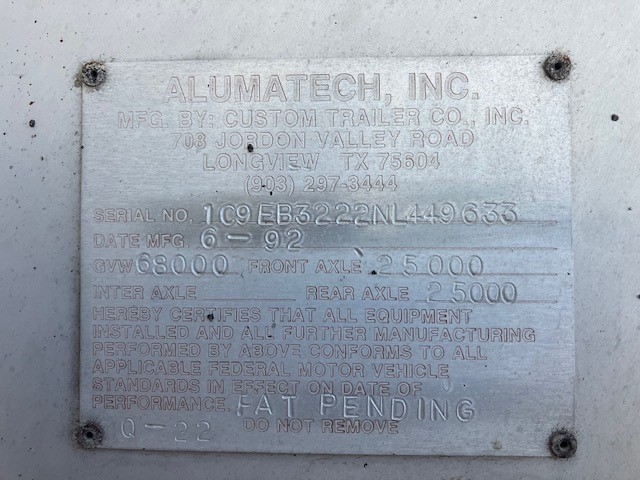 ALUMATECH, INC.
MFG. BY: CUSTOM TRAILER CO., INC.
708 JORDON VALLEY ROAD
LONGVIEW TX 75604
(903) 297-3444
SERIAL NO. 1C9EB3222NL449633
DATE MFG. 6-92
GVW 68000 FRONT AXLE 25000
INTER AXLE REAR AXLE 25000
HEREBY CERTIFIES THAT ALL EQUIPMENT
INSTALLED AND ALL FURTHER MANUFACTURING
PERFORMED BY ABOVE CONFORMS TO ALL
APPLICABLE FEDERAL MOTOR VEHICLE
STANDARDS IN EFFECT ON DATE OF
PERFORMANCE. PAT PENDING
Q-22 DO NOT REMOVE